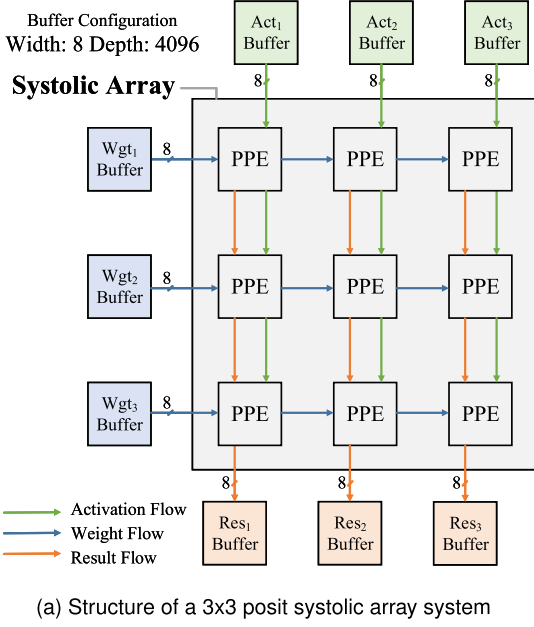 Buffer Configuration
Width: 8 Depth: 4096
Systolic Array
Act₁
Buffer
Act₂
Buffer
Act₃
Buffer
8
8
8
Wgt₁
Buffer
8
PPE
PPE
PPE
Wgt₂
Buffer
8
PPE
PPE
PPE
Wgt₃
Buffer
8
PPE
PPE
PPE
8
8
8
Activation Flow
Weight Flow
Result Flow
Res₁
Buffer
Res₂
Buffer
Res₃
Buffer
(a) Structure of a 3x3 posit systolic array system